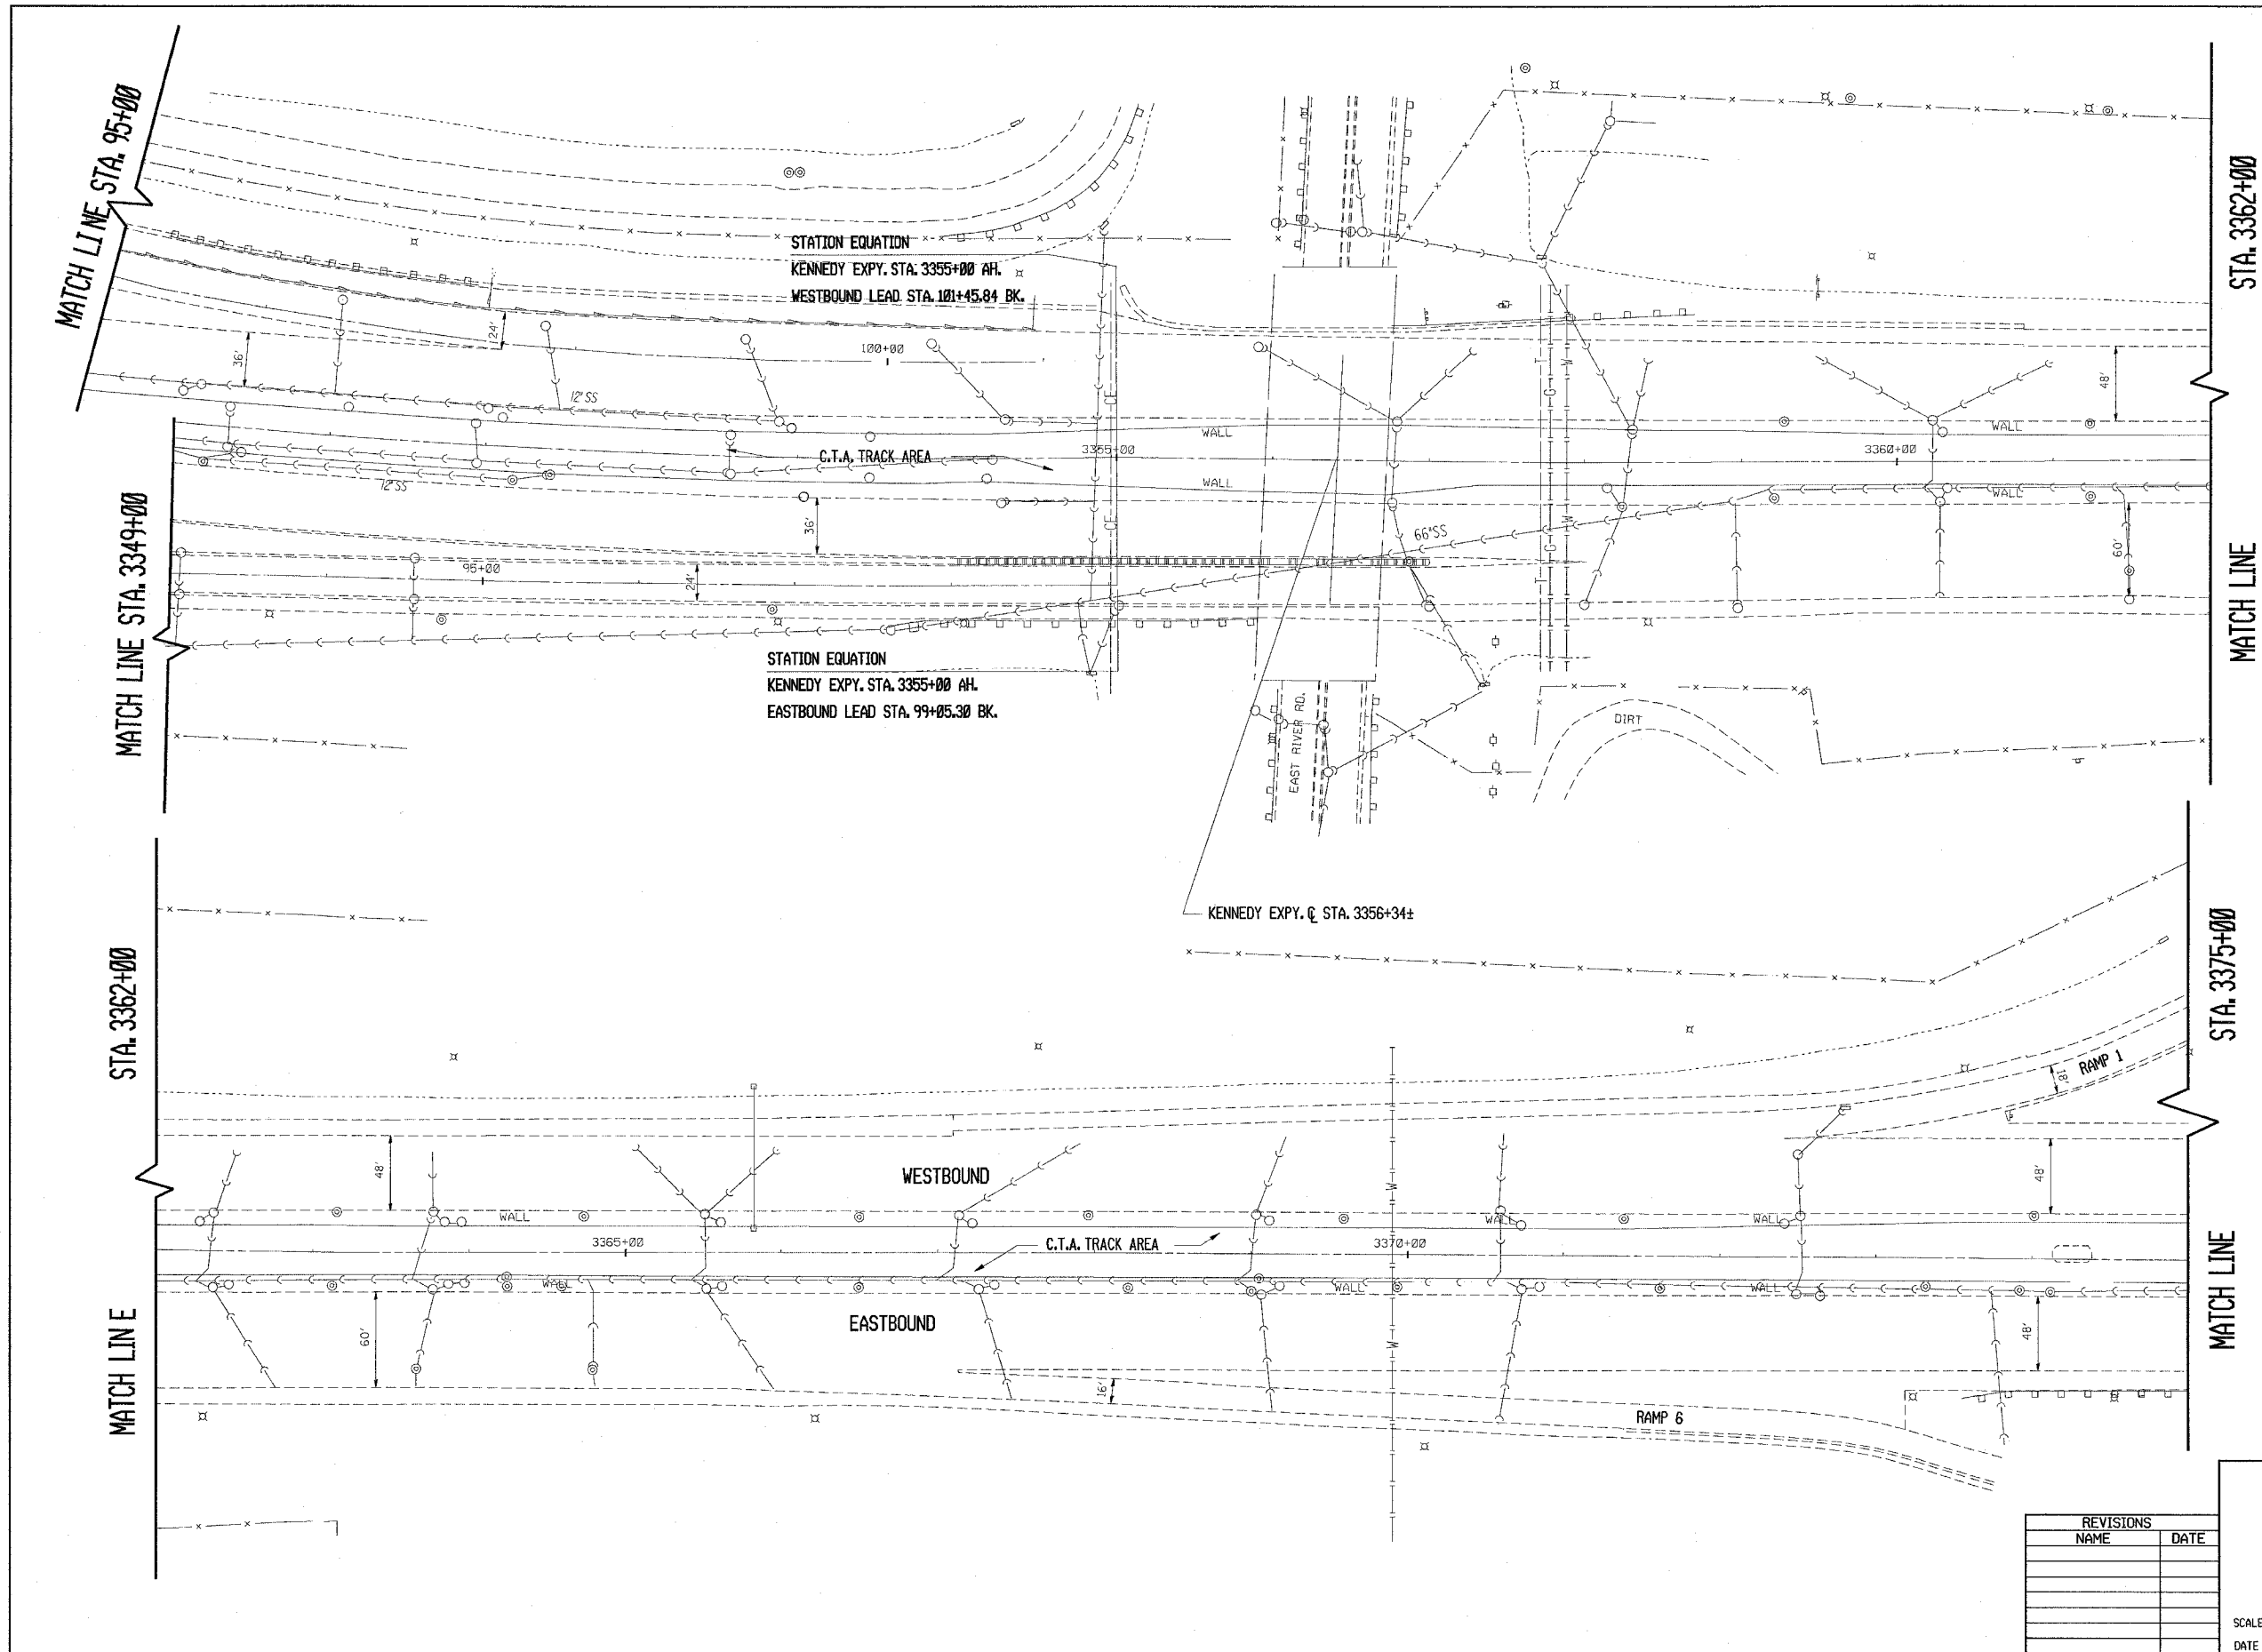 MATCH LINE STA. 95+00
STATION EQUATION
KENNEDY EXPY. STA. 3355+00 AH.
WESTBOUND LEAD STA. 101+45.84 BK.
STA. 3362+00
24'
36'
100+00
48'
12"SS
CE
T
G
W
WALL
WALL
C.T.A. TRACK AREA
3355+00
3360+00
12"SS
WALL
WALL
MATCH LINE STA. 3349+00
36'
CE
66"SS
T
G
W
60'
95+00
24'
MATCH LINE
STATION EQUATION
KENNEDY EXPY. STA. 3355+00 AH.
EASTBOUND LEAD STA. 99+05.30 BK.
EAST RIVER RD.
DIRT
KENNEDY EXPY. ℄ STA. 3356+34±
STA. 3362+00
STA. 3375+00
RAMP 1
18'
48'
WESTBOUND
48'
W
WALL
WALL
WALL
3365+00
C.T.A. TRACK AREA
3370+00
WALL
WALL
WALL
MATCH LINE
60'
EASTBOUND
W
48'
MATCH LINE
16'
RAMP 6
REVISIONS
NAME DATE
SCALE
DATE